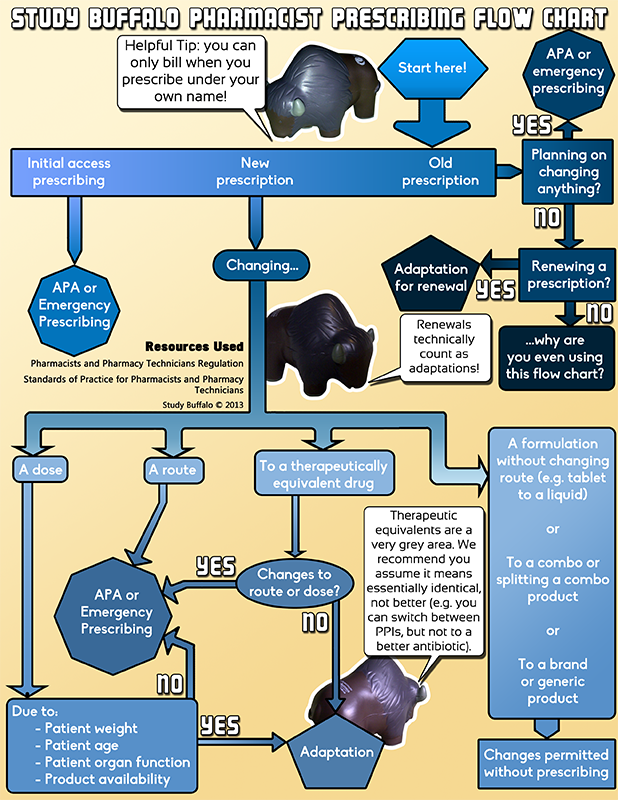 STUDY BUFFALO PHARMACIST PRESCRIBING FLOW CHART
Helpful Tip: you can
only bill when you
prescribe under your
own name!
Start here!
APA or
emergency
prescribing
YES
Initial access
prescribing
New
prescription
Old
prescription
Planning on
changing
anything?
NO
Changing...
Adaptation
for renewal
YES
Renewing a
prescription?
NO
APA or
Emergency
Prescribing
Renewals
technically
count as
adaptations!
...why are
you even using
this flow chart?
Resources Used
Pharmacists and Pharmacy Technicians Regulation
Standards of Practice for Pharmacists and Pharmacy
Technicians
Study Buffalo © 2013
A dose
A route
To a therapeutically
equivalent drug
A formulation
without changing
route (e.g. tablet
to a liquid)
or
To a combo or
splitting a combo
product
or
To a brand
or generic
product
Therapeutic
equivalents are a
very grey area. We
recommend you
assume it means
essentially identical,
not better (e.g. you
can switch between
PPIs, but not to a
better antibiotic).
YES
Changes to
route or dose?
NO
APA or
Emergency
Prescribing
NO
Due to:
- Patient weight
- Patient age
- Patient organ function
- Product availability
YES
Adaptation
Changes permitted
without prescribing